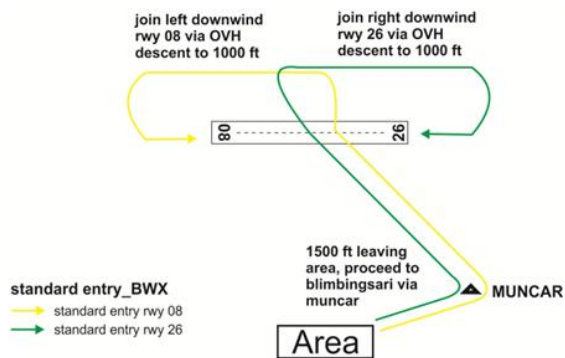 join left downwind
rwy 08 via OVH
descent to 1000 ft
join right downwind
rwy 26 via OVH
descent to 1000 ft
08
26
1500 ft leaving
area, proceed to
blimbingsari via
muncar
MUNCAR
standard entry_BWX
standard entry rwy 08
standard entry rwy 26
Area